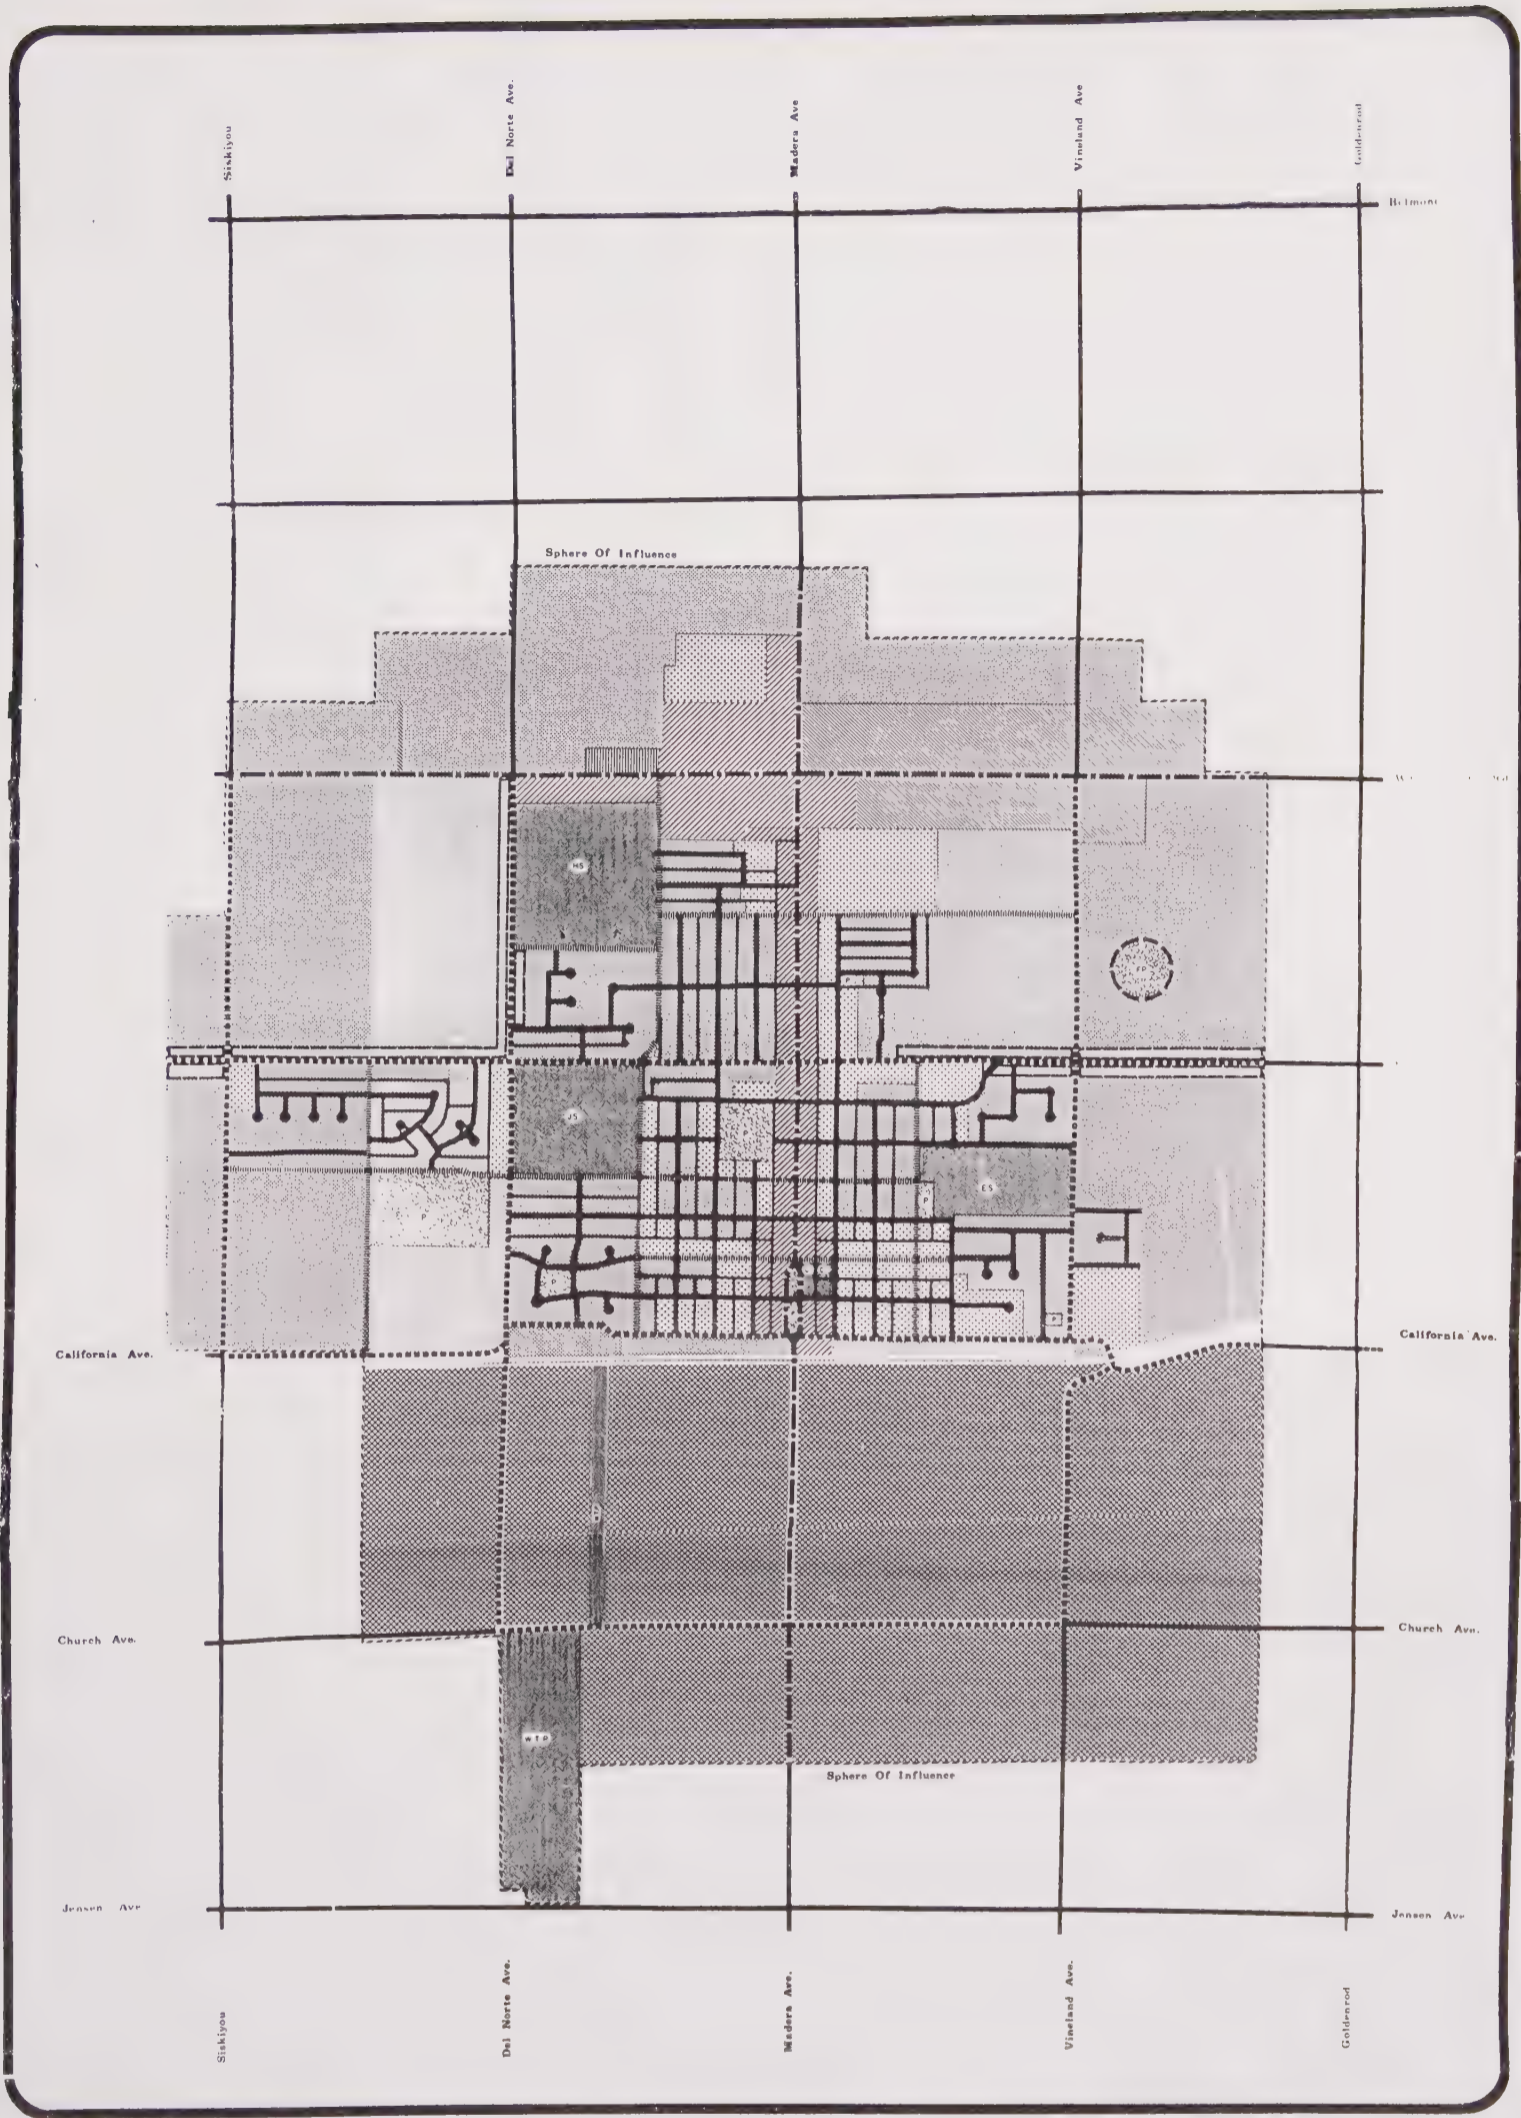 Siskiyou
Del Norte Ave.
Madera Ave
Vineland Ave
Goldenrod
Belmont
Sphere Of Influence
HS
FP
JS
ES
P
P
P
P
California Ave.
California Ave.
Church Ave.
Church Ave.
WTP
Sphere Of Influence
Jensen Ave
Jensen Ave
Siskiyou
Del Norte Ave.
Madera Ave.
Vineland Ave.
Goldenrod